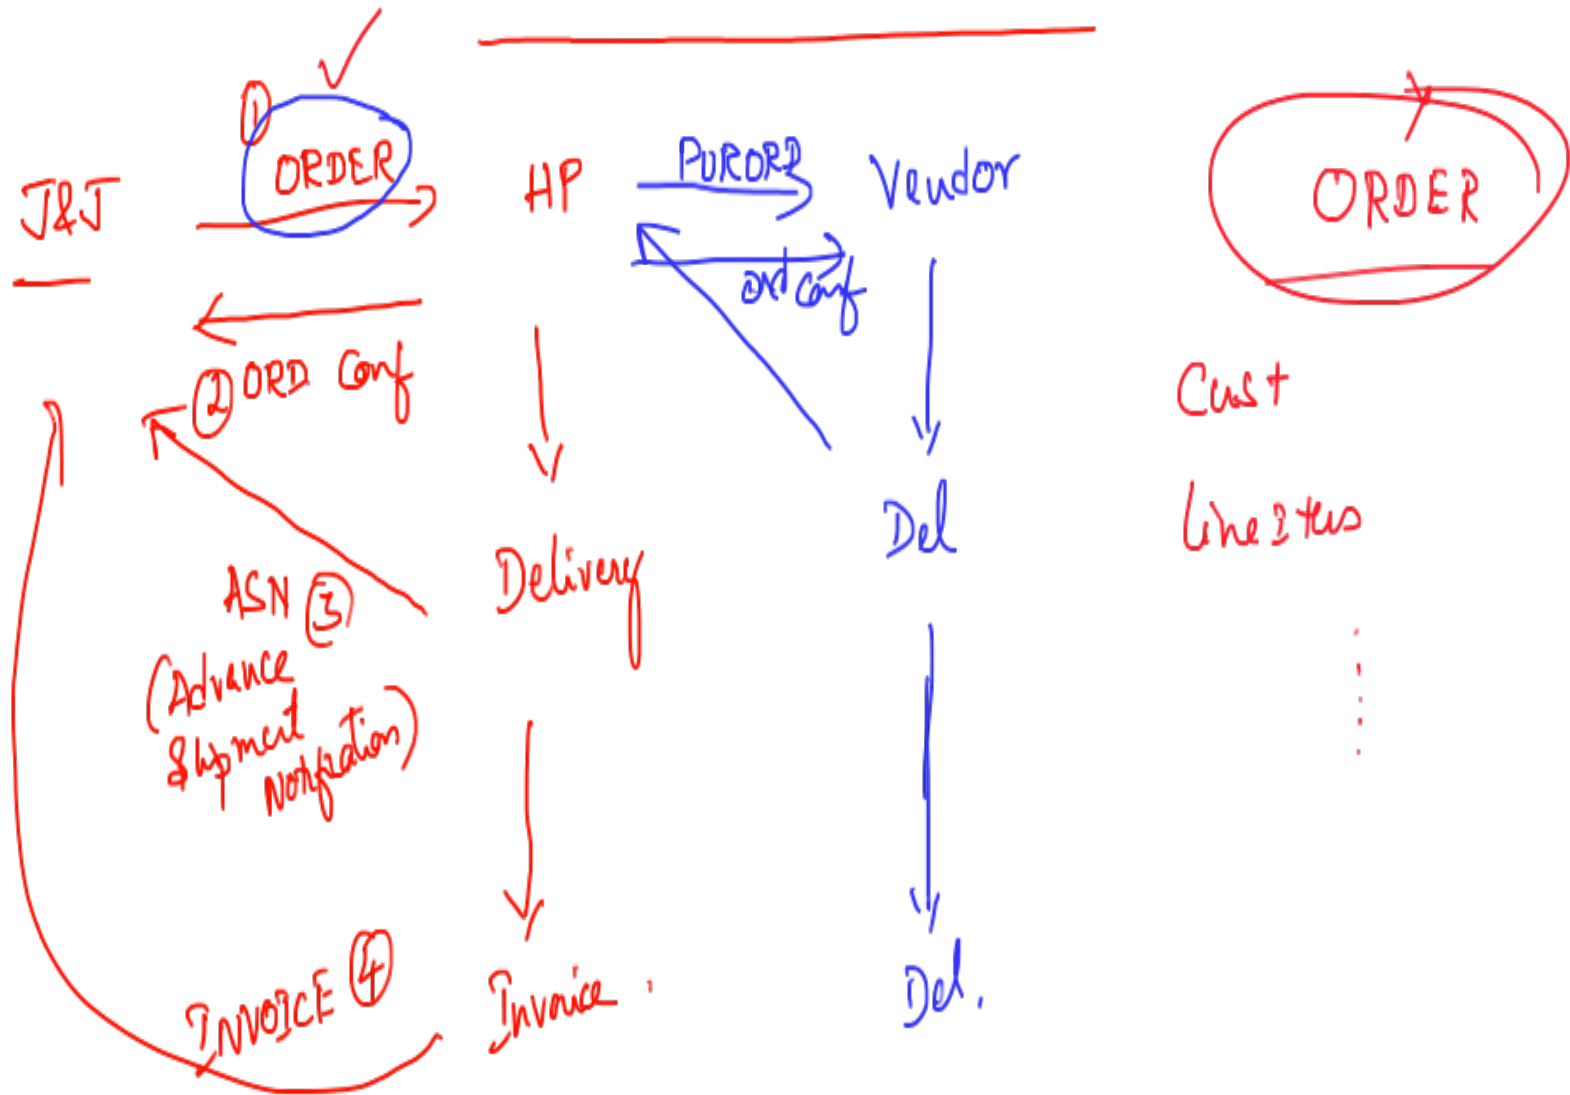 ①
ORDER
J&J
HP
PURORD
Vendor
ORDER
ord Conf
② ORD Conf
Cust
Line Items
Del
Delivery
ASN ③
(Advance
Shipment
Notification)
INVOICE ④
Invoice .
Del.